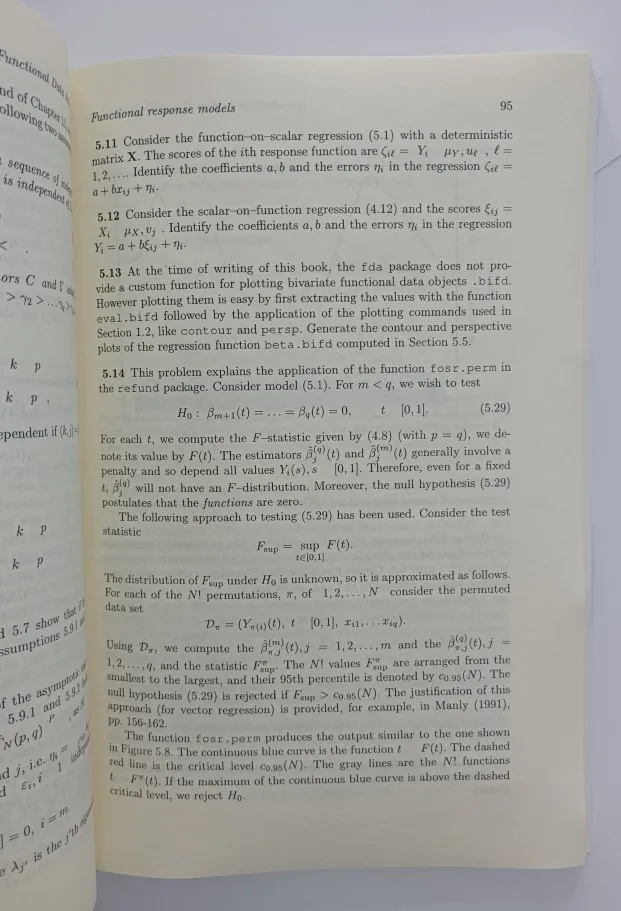 Functional response models 95
5.11 Consider the function–on–scalar regression (5.1) with a deterministic
matrix X. The scores of the ith response function are ζiℓ = Yi μY, uℓ , ℓ =
1, 2, .... Identify the coefficients a, b and the errors ηi in the regression ζiℓ =
a + bxij + ηi.
5.12 Consider the scalar–on–function regression (4.12) and the scores ξij =
Xi μX, vj . Identify the coefficients a, b and the errors ηi in the regression
Yi = a + bξij + ηi.
5.13 At the time of writing of this book, the fda package does not pro-
vide a custom function for plotting bivariate functional data objects .bifd.
However plotting them is easy by first extracting the values with the function
eval.bifd followed by the application of the plotting commands used in
Section 1.2, like contour and persp. Generate the contour and perspective
plots of the regression function beta.bifd computed in Section 5.5.
5.14 This problem explains the application of the function fosr.perm in
the refund package. Consider model (5.1). For m < q, we wish to test
H0 : βm+1(t) = ... = βq(t) = 0, t [0, 1]. (5.29)
For each t, we compute the F–statistic given by (4.8) (with p = q), we de-
note its value by F(t). The estimators β̂j(q)(t) and β̂j(m)(t) generally involve a
penalty and so depend all values Yi(s), s [0, 1]. Therefore, even for a fixed
t, β̂j(q) will not have an F–distribution. Moreover, the null hypothesis (5.29)
postulates that the functions are zero.
The following approach to testing (5.29) has been used. Consider the test
statistic
Fsup = sup F(t).
t∈[0,1]
The distribution of Fsup under H0 is unknown, so it is approximated as follows.
For each of the N! permutations, π, of 1, 2, ..., N consider the permuted
data set
Dπ = (Yπ(i)(t), t [0, 1], xi1, ... xiq).
Using Dπ, we compute the β̂π,j(m)(t), j = 1, 2, ..., m and the β̂π,j(q)(t), j =
1, 2, ..., q, and the statistic Fπsup. The N! values Fπsup are arranged from the
smallest to the largest, and their 95th percentile is denoted by c0.95(N). The
null hypothesis (5.29) is rejected if Fsup > c0.95(N). The justification of this
approach (for vector regression) is provided, for example, in Manly (1991),
pp. 156-162.
The function fosr.perm produces the output similar to the one shown
in Figure 5.8. The continuous blue curve is the function t F(t). The dashed
red line is the critical level c0.95(N). The gray lines are the N! functions
t Fπ(t). If the maximum of the continuous blue curve is above the dashed
critical level, we reject H0.